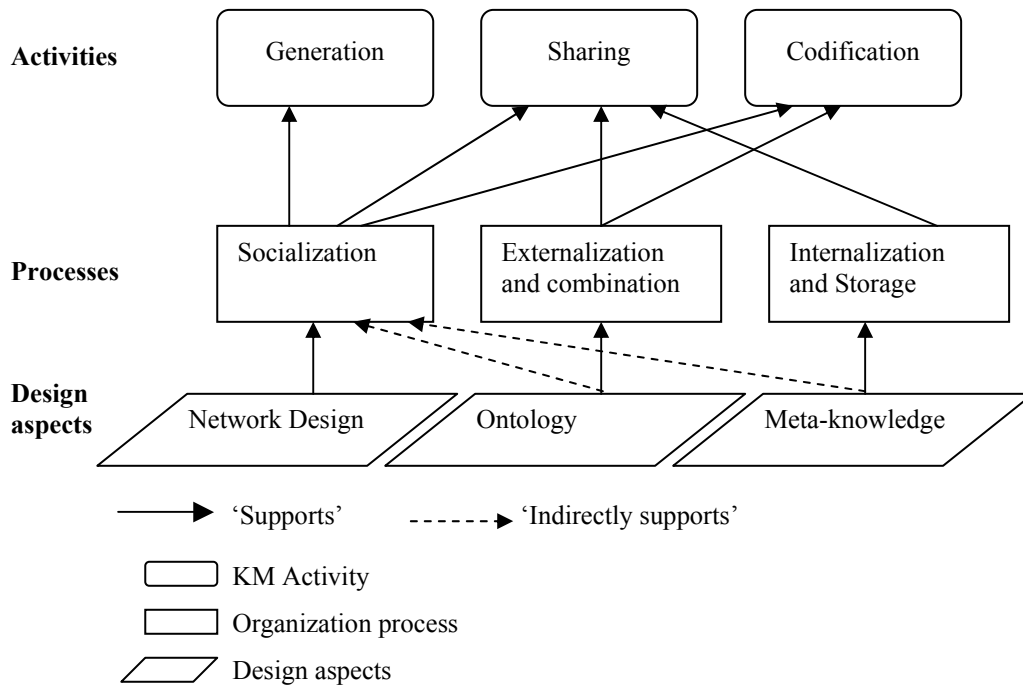 Activities
Generation
Sharing
Codification
Processes
Socialization
Externalization
and combination
Internalization
and Storage
Design
aspects
Network Design
Ontology
Meta-knowledge
‘Supports’
‘Indirectly supports’
KM Activity
Organization process
Design aspects